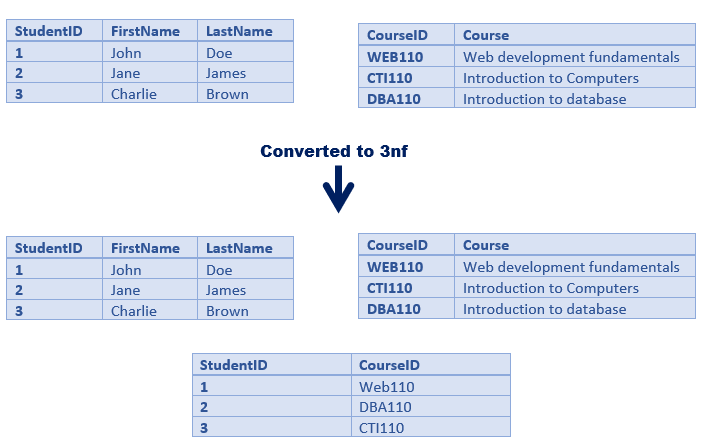 StudentID FirstName LastName
1 John Doe
2 Jane James
3 Charlie Brown
CourseID Course
WEB110 Web development fundamentals
CTI110 Introduction to Computers
DBA110 Introduction to database
Converted to 3nf
StudentID FirstName LastName
1 John Doe
2 Jane James
3 Charlie Brown
CourseID Course
WEB110 Web development fundamentals
CTI110 Introduction to Computers
DBA110 Introduction to database
StudentID CourseID
1 Web110
2 DBA110
3 CTI110